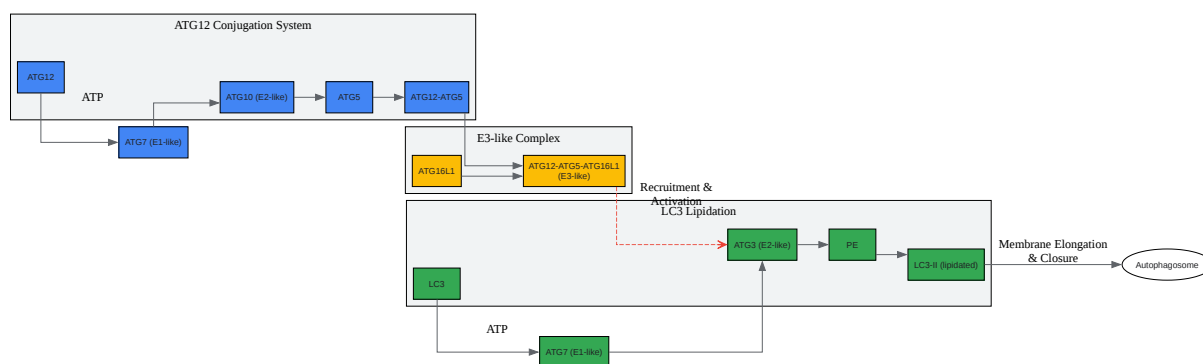 ATG12 Conjugation System
ATG12
ATP
ATG10 (E2-like)
ATG5
ATG12-ATG5
ATG7 (E1-like)
E3-like Complex
ATG16L1
ATG12-ATG5-ATG16L1
(E3-like)
Recruitment &
Activation
LC3 Lipidation
ATG3 (E2-like)
PE
LC3-II (lipidated)
Membrane Elongation
& Closure
Autophagosome
LC3
ATP
ATG7 (E1-like)